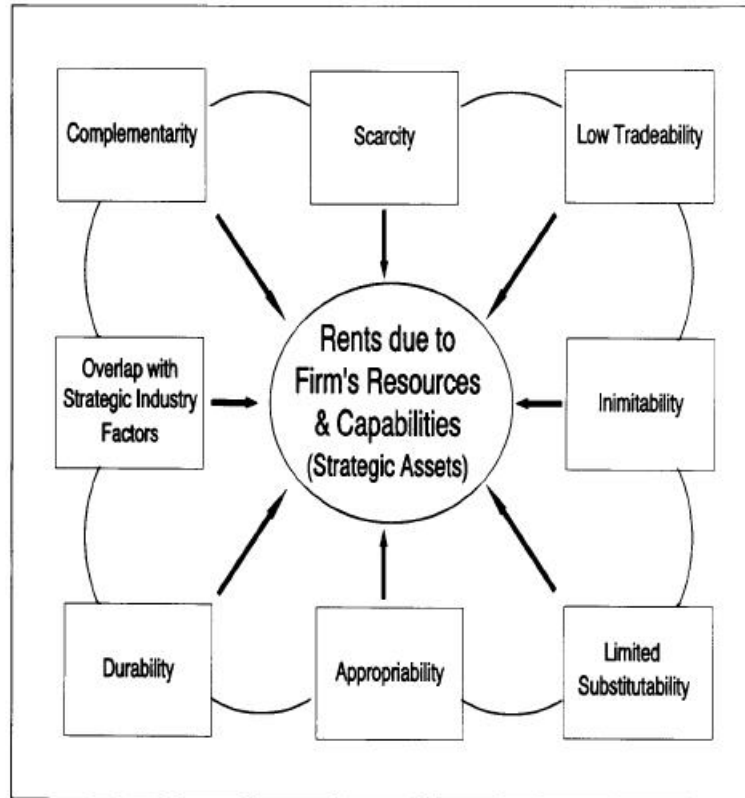 Complementarity
Scarcity
Low Tradeability
Overlap with
Strategic Industry
Factors
Rents due to
Firm's Resources
& Capabilities
(Strategic Assets)
Inimitability
Durability
Appropriability
Limited
Substitutability